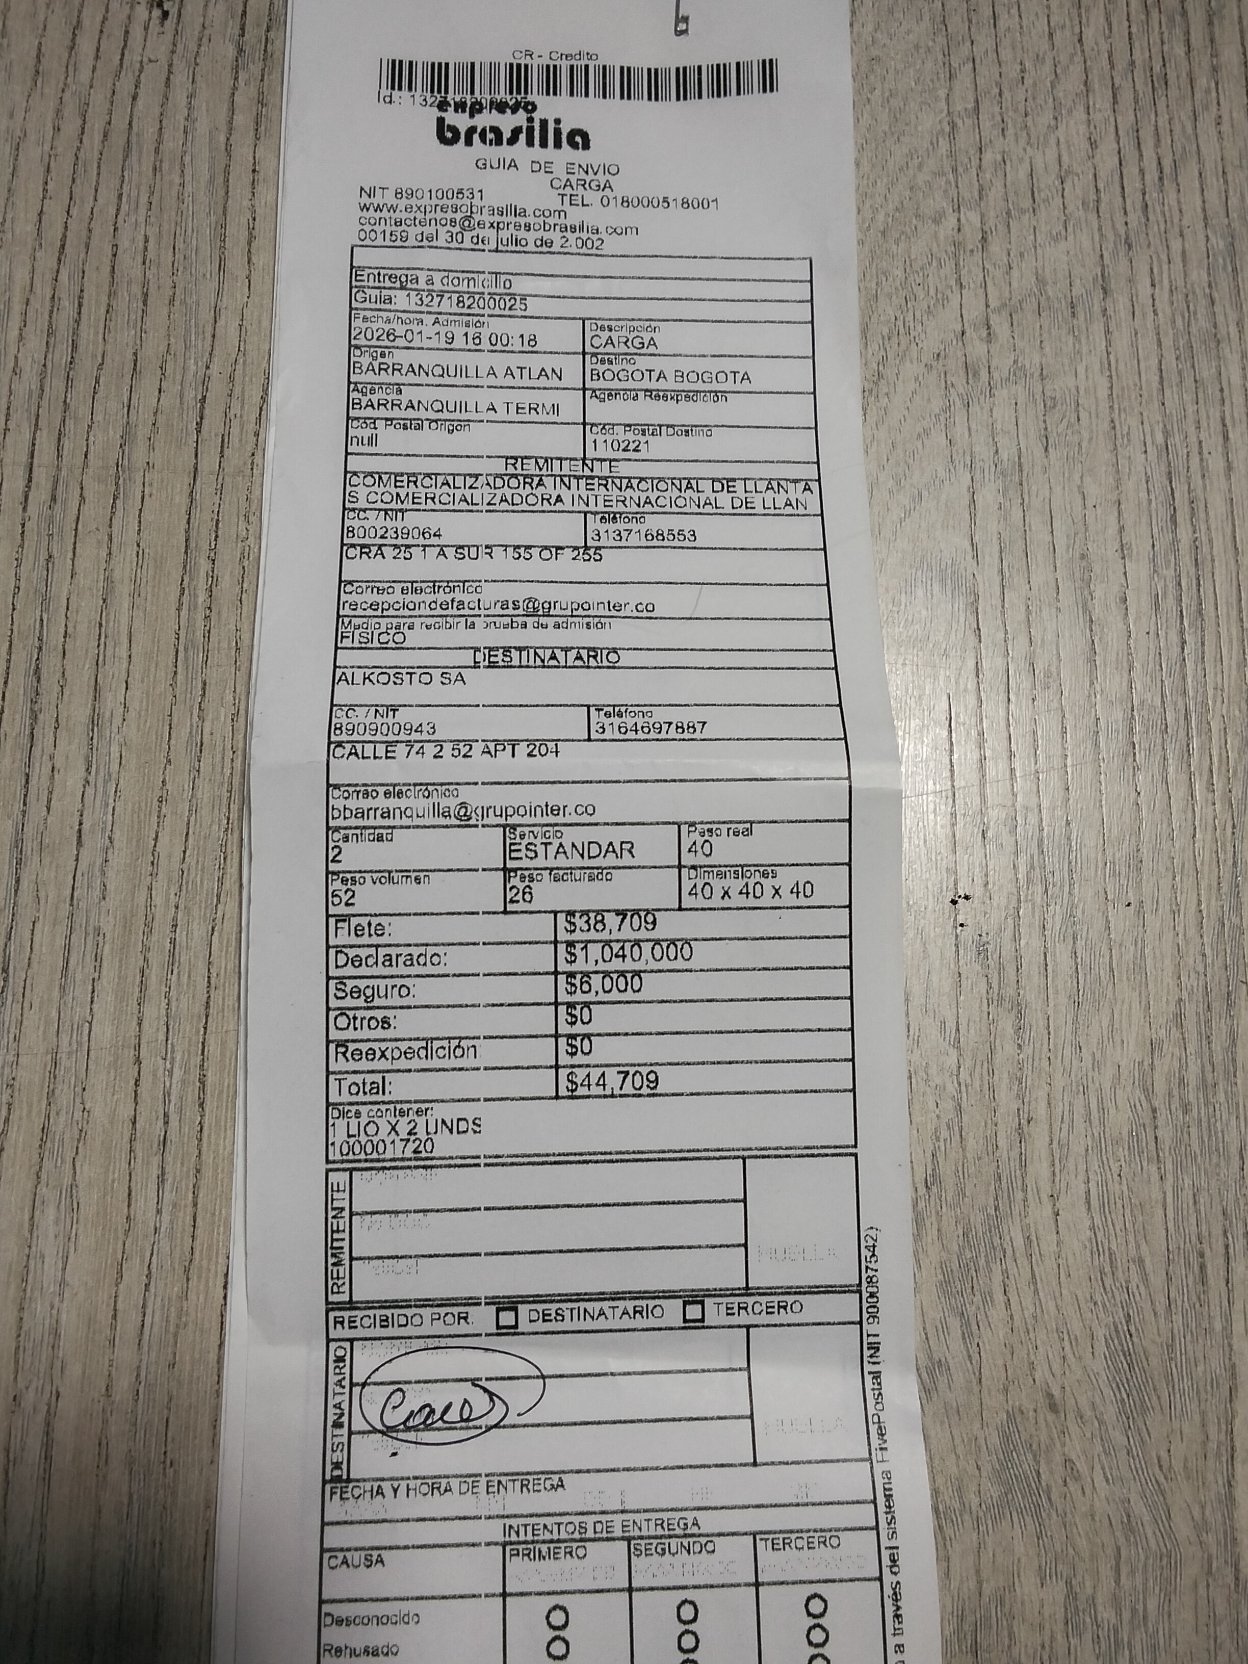 CR - Credito
Id.: 132718200025
expreso
brasilia
GUIA DE ENVIO
CARGA
NIT 890100531 TEL. 018000518001
www.expresobrasilia.com
contactenos@expresobrasilia.com
00159 del 30 de julio de 2.002
Entrega a domicilio
Guia: 132718200025
Fecha/hora. Admisión Descripción
2026-01-19 16 00:18 CARGA
Origen Destino
BARRANQUILLA ATLAN BOGOTA BOGOTA
Agencia Agencia Reexpedición
BARRANQUILLA TERMI
Cód. Postal Origen Cód. Postal Destino
null 110221
REMITENTE
COMERCIALIZADORA INTERNACIONAL DE LLANTA
S COMERCIALIZADORA INTERNACIONAL DE LLAN
CC. / NIT Teléfono
800239064 3137168553
CRA 25 1 A SUR 155 OF 255
Correo electrónico
recepciondefacturas@grupointer.co
Medio para recibir la prueba de admisión
FISICO
DESTINATARIO
ALKOSTO SA
CC. / NIT Teléfono
890900943 3164697887
CALLE 74 2 52 APT 204
Correo electrónico
bbarranquilla@grupointer.co
Cantidad Servicio Peso real
2 ESTANDAR 40
Peso volumen Peso facturado Dimensiones
52 26 40 x 40 x 40
Flete: $38,709
Declarado: $1,040,000
Seguro: $6,000
Otros: $0
Reexpedición $0
Total: $44,709
Dice contener:
1 LIO X 2 UNDS
100001720
REMITENTE
HUELLA
RECIBIDO POR: DESTINATARIO TERCERO
DESTINATARIO
HUELLA
FECHA Y HORA DE ENTREGA
INTENTOS DE ENTREGA
CAUSA PRIMERO SEGUNDO TERCERO
Desconocido
Rehusado
a través del sistema FivePostal (NIT 900087542)